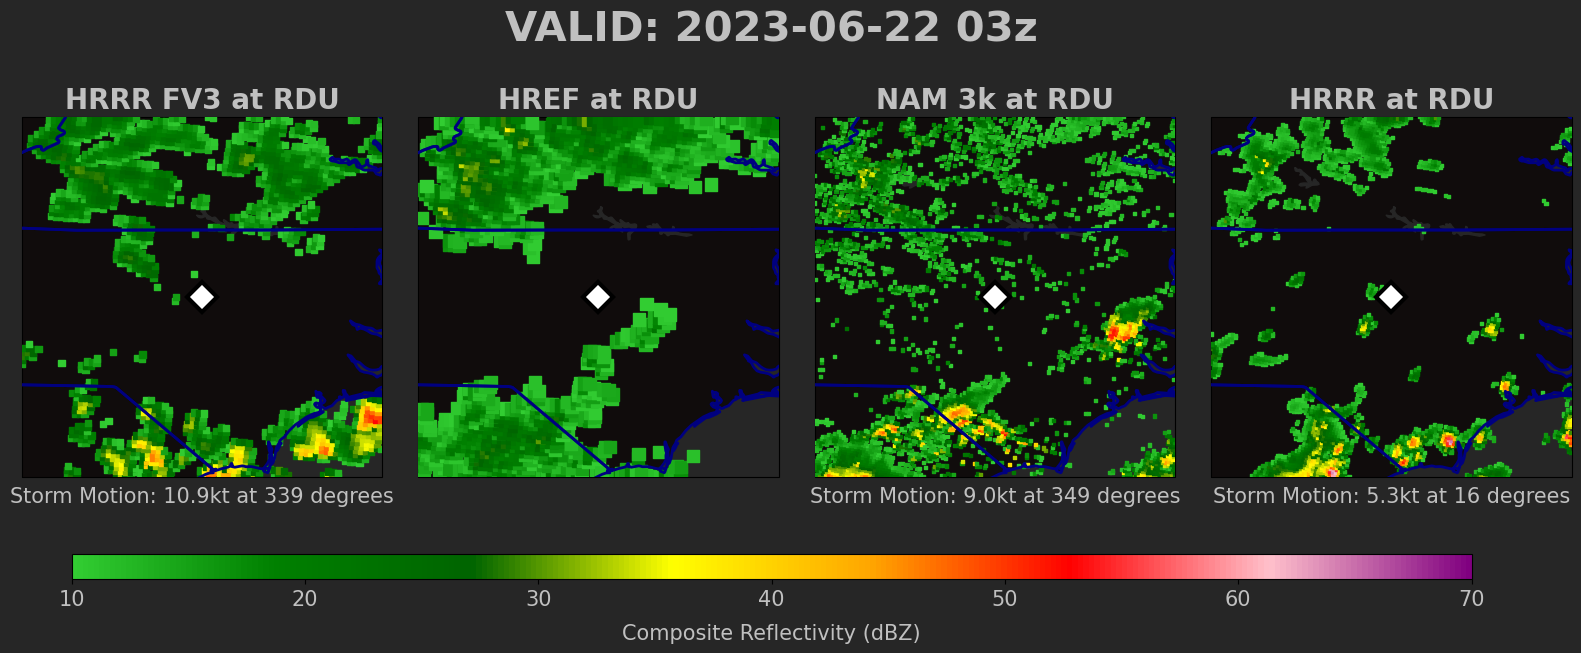 VALID: 2023-06-22 03z
HRRR FV3 at RDU
HREF at RDU
NAM 3k at RDU
HRRR at RDU
Storm Motion: 10.9kt at 339 degrees
Storm Motion: 9.0kt at 349 degrees
Storm Motion: 5.3kt at 16 degrees
10 20 30 40 50 60 70
Composite Reflectivity (dBZ)